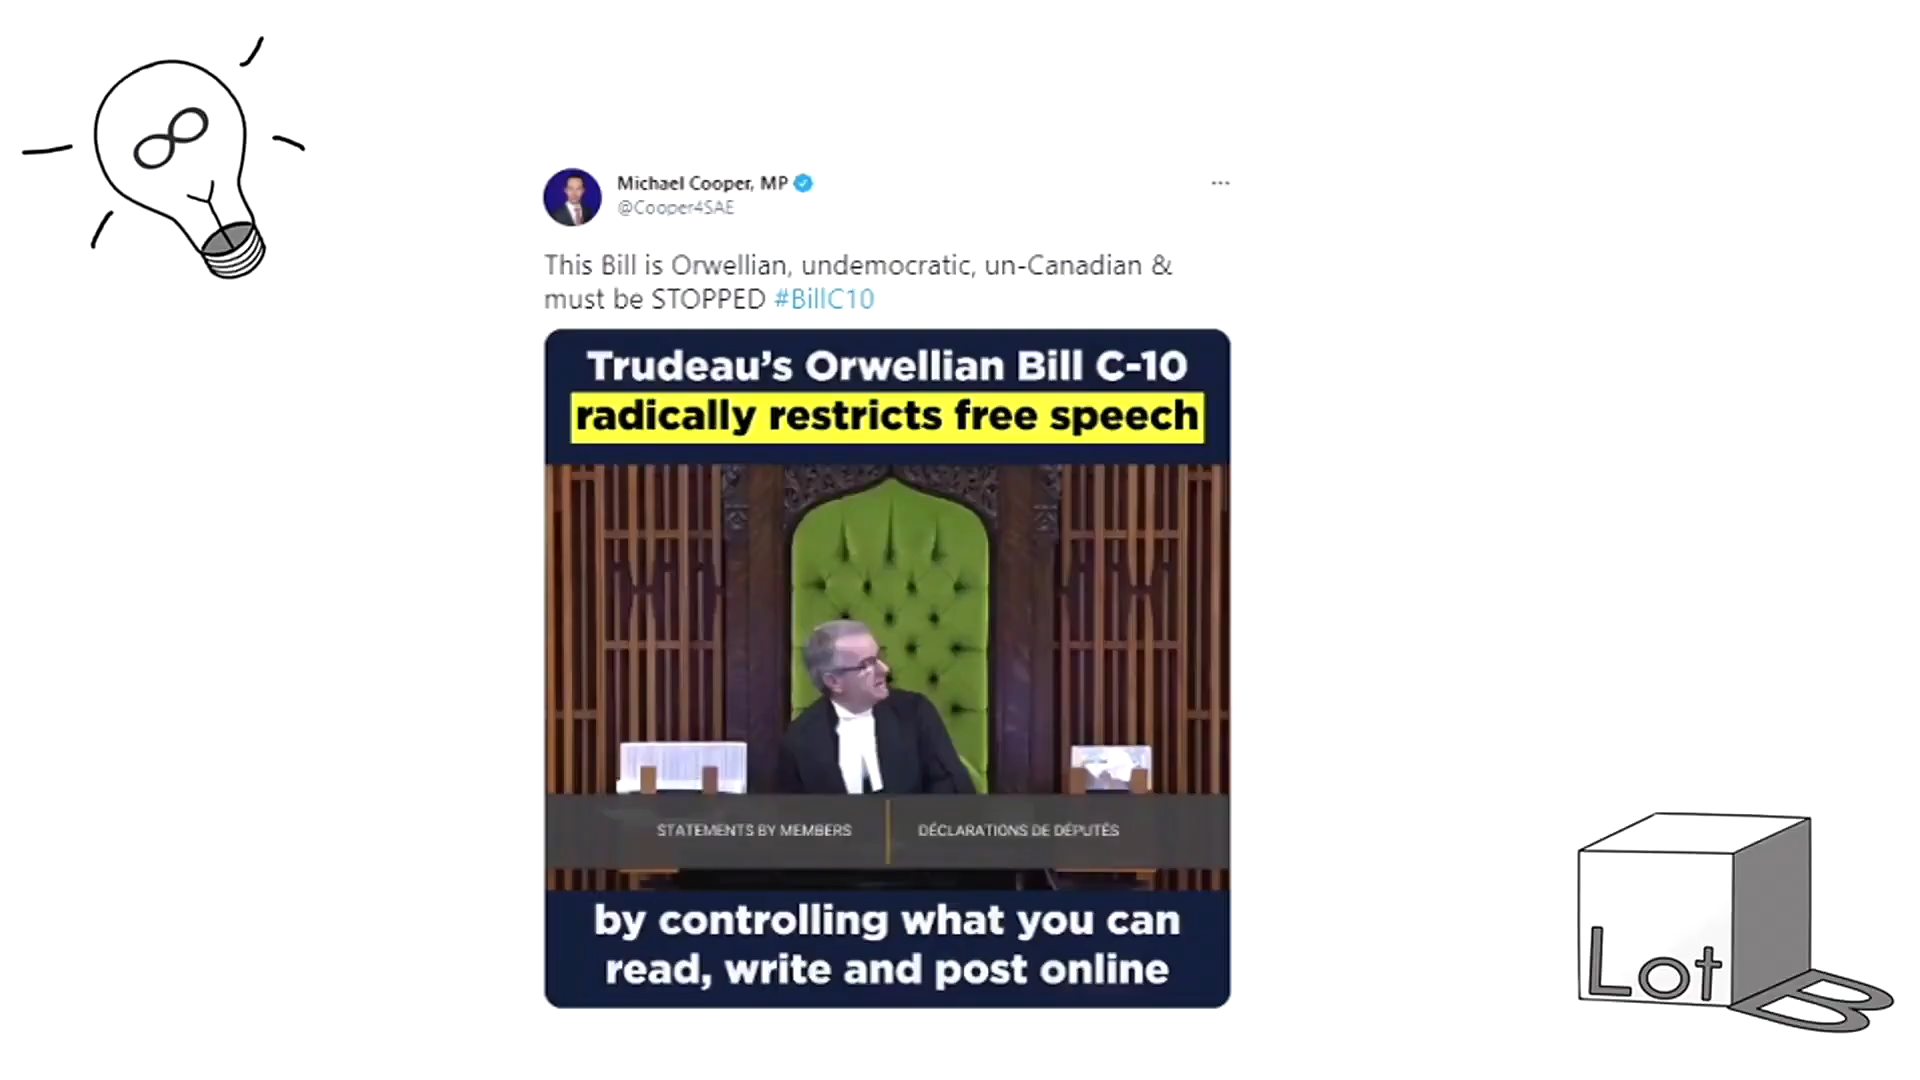 Michael Cooper, MP
@Cooper4SAE
This Bill is Orwellian, undemocratic, un-Canadian &
must be STOPPED #BillC10
Trudeau's Orwellian Bill C-10
radically restricts free speech
STATEMENTS BY MEMBERS
DÉCLARATIONS DE DÉPUTÉS
by controlling what you can
read, write and post online
Lot
B